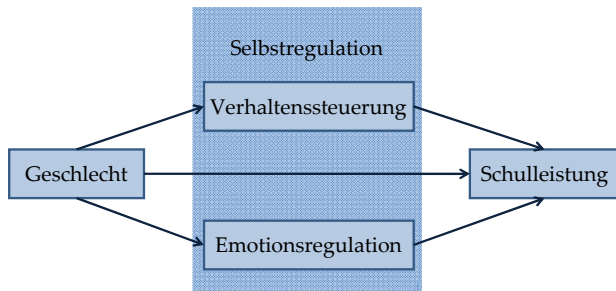 Selbstregulation
Verhaltenssteuerung
Geschlecht
Schulleistung
Emotionsregulation